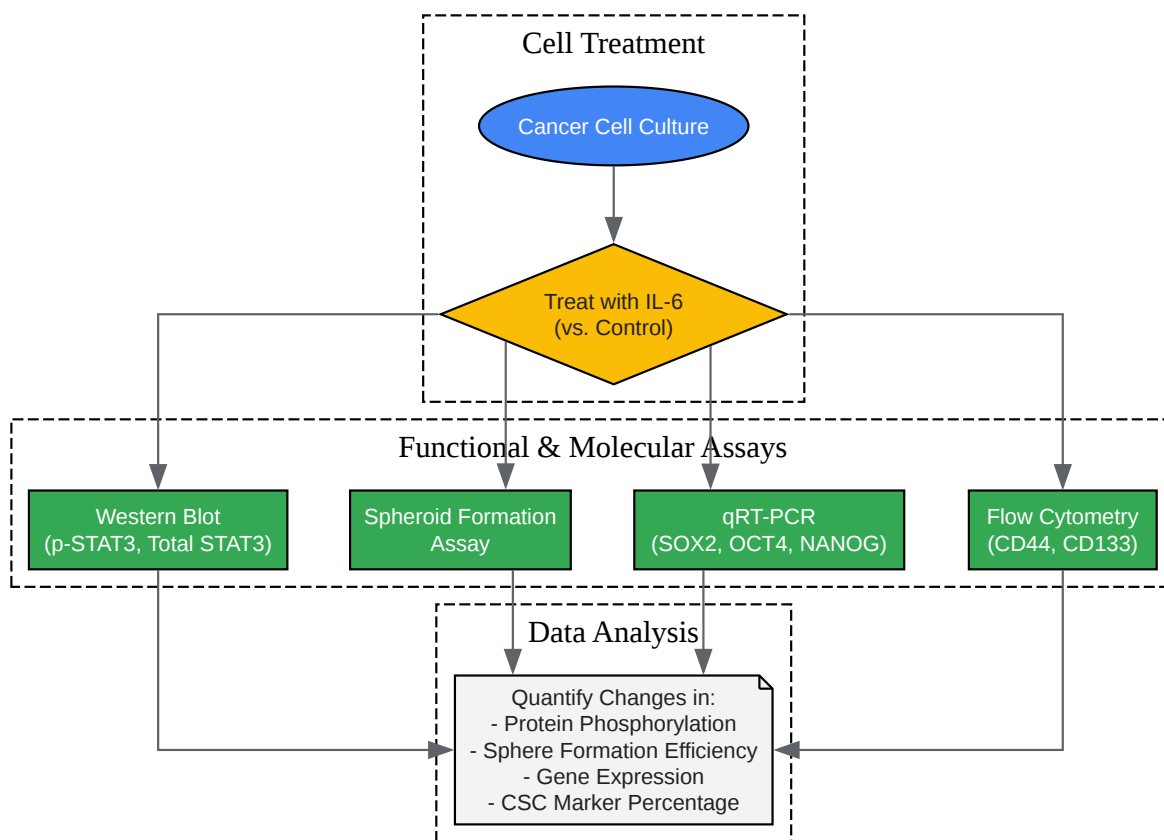 Cell Treatment
Cancer Cell Culture
Treat with IL-6
(vs. Control)
Functional & Molecular Assays
Western Blot
(p-STAT3, Total STAT3)
Spheroid Formation
Assay
qRT-PCR
(SOX2, OCT4, NANOG)
Flow Cytometry
(CD44, CD133)
Data Analysis
Quantify Changes in:
- Protein Phosphorylation
- Sphere Formation Efficiency
- Gene Expression
- CSC Marker Percentage